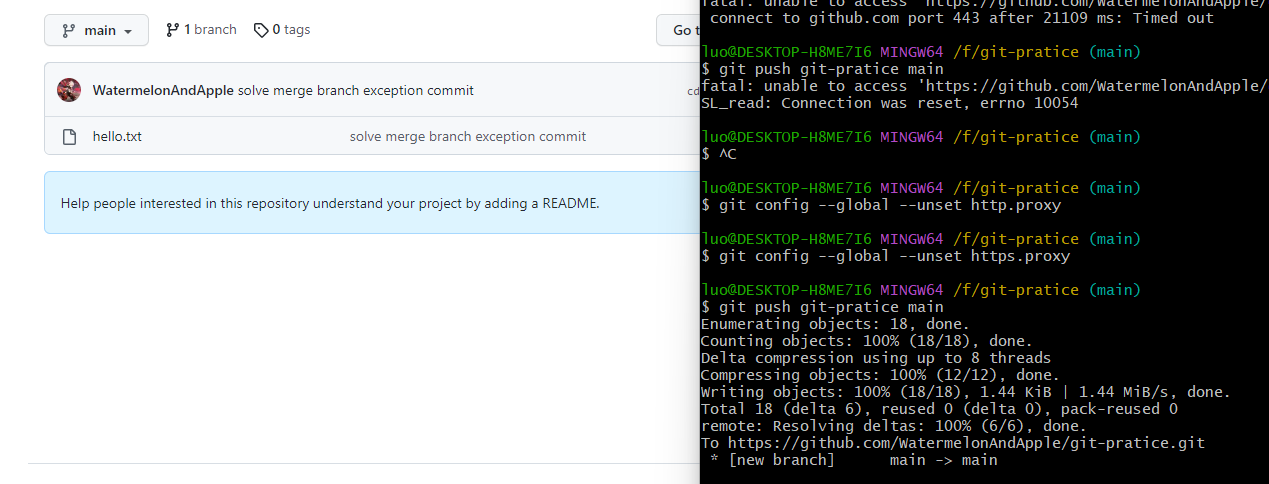 main
1 branch
0 tags
Go t
WatermelonAndApple solve merge branch exception commit
cd
hello.txt
solve merge branch exception commit
Help people interested in this repository understand your project by adding a README.
fatal: unable to access 'https://github.com/WatermelonAndApple/
connect to github.com port 443 after 21109 ms: Timed out
luo@DESKTOP-H8ME7I6 MINGW64 /f/git-pratice (main)
$ git push git-pratice main
fatal: unable to access 'https://github.com/WatermelonAndApple/
SL_read: Connection was reset, errno 10054
luo@DESKTOP-H8ME7I6 MINGW64 /f/git-pratice (main)
$ ^C
luo@DESKTOP-H8ME7I6 MINGW64 /f/git-pratice (main)
$ git config --global --unset http.proxy
luo@DESKTOP-H8ME7I6 MINGW64 /f/git-pratice (main)
$ git config --global --unset https.proxy
luo@DESKTOP-H8ME7I6 MINGW64 /f/git-pratice (main)
$ git push git-pratice main
Enumerating objects: 18, done.
Counting objects: 100% (18/18), done.
Delta compression using up to 8 threads
Compressing objects: 100% (12/12), done.
Writing objects: 100% (18/18), 1.44 KiB | 1.44 MiB/s, done.
Total 18 (delta 6), reused 0 (delta 0), pack-reused 0
remote: Resolving deltas: 100% (6/6), done.
To https://github.com/WatermelonAndApple/git-pratice.git
* [new branch]      main -> main